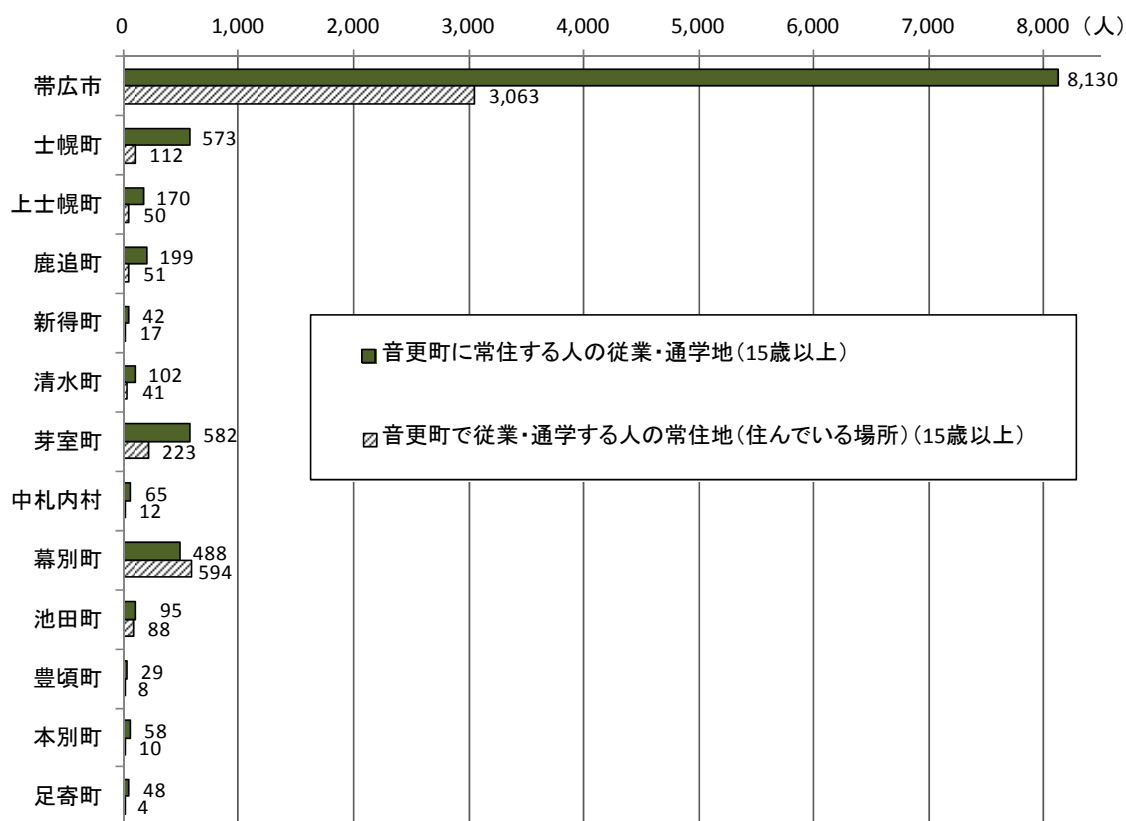 0 1,000 2,000 3,000 4,000 5,000 6,000 7,000 8,000 (人)
帯広市 8,130
3,063
士幌町 573
112
上士幌町 170
50
鹿追町 199
51
新得町 42
17
清水町 102
41
芽室町 582
223
中札内村 65
12
幕別町 488
594
池田町 95
88
豊頃町 29
8
本別町 58
10
足寄町 48
4
音更町に常住する人の従業・通学地(15歳以上)
音更町で従業・通学する人の常住地(住んでいる場所)(15歳以上)